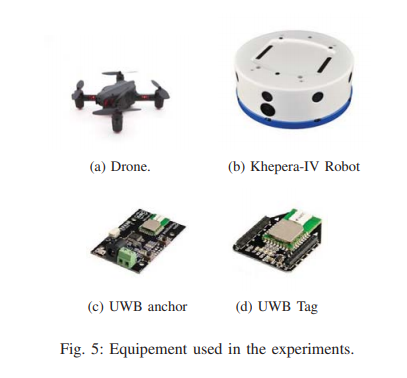 (a) Drone.
(b) Khepera-IV Robot
(c) UWB anchor
(d) UWB Tag
Fig. 5: Equipement used in the experiments.